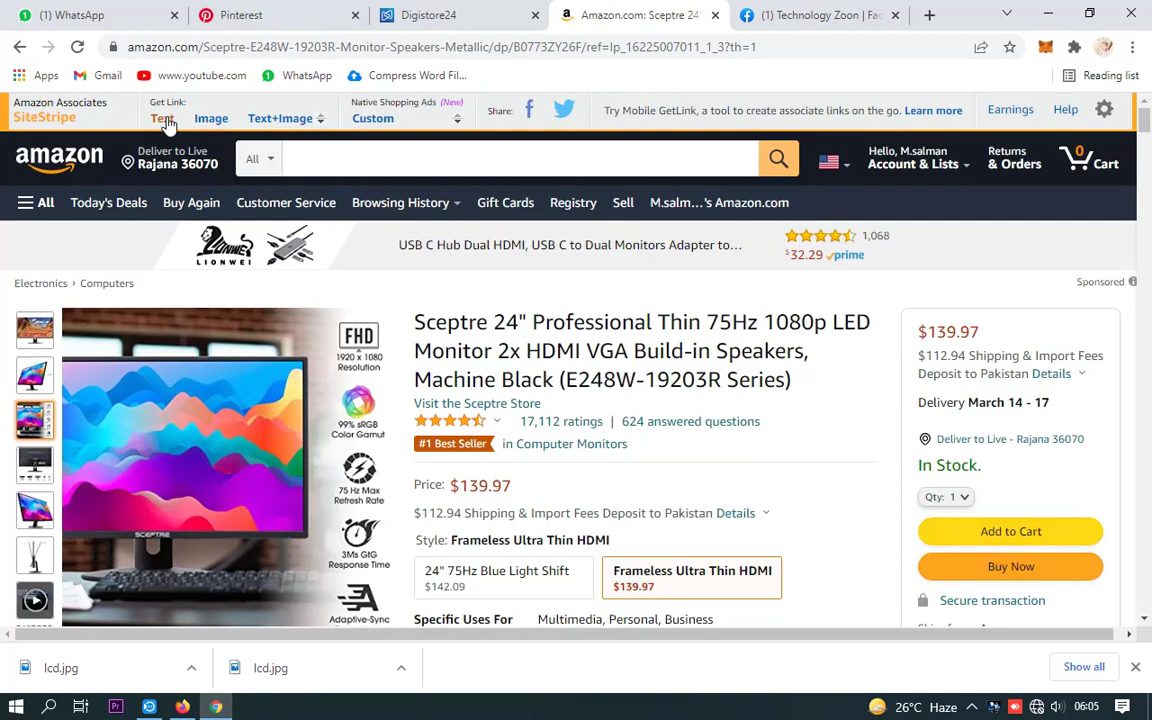 (1) WhatsApp
Pinterest
Digistore24
Amazon.com: Sceptre 24"
(1) Technology Zoon | Fac
amazon.com/Sceptre-E248W-19203R-Monitor-Speakers-Metallic/dp/B0773ZY26F/ref=lp_16225007011_1_3?th=1
Apps
Gmail
www.youtube.com
WhatsApp
Compress Word Fil...
Reading list
Amazon Associates
SiteStripe
Get Link:
Text
Image
Text+Image
Native Shopping Ads (New)
Custom
Share:
Try Mobile GetLink, a tool to create associate links on the go. Learn more
Earnings
Help
amazon
Deliver to Live
Rajana 36070
All
Hello, M.salman
Account & Lists
Returns
& Orders
0
Cart
All
Today's Deals
Buy Again
Customer Service
Browsing History
Gift Cards
Registry
Sell
M.salm...'s Amazon.com
LIONWEI
USB C Hub Dual HDMI, USB C to Dual Monitors Adapter to...
1,068
$32.29 prime
Electronics › Computers
Sponsored
FHD
1920 x 1080
Resolution
99% sRGB
Color Gamut
75 Hz Max
Refresh Rate
3Ms GtG
Response Time
Adaptive-Sync
SCEPTRE
Sceptre 24" Professional Thin 75Hz 1080p LED
Monitor 2x HDMI VGA Build-in Speakers,
Machine Black (E248W-19203R Series)
Visit the Sceptre Store
17,112 ratings | 624 answered questions
#1 Best Seller in Computer Monitors
Price: $139.97
$112.94 Shipping & Import Fees Deposit to Pakistan Details
Style: Frameless Ultra Thin HDMI
24" 75Hz Blue Light Shift
$142.09
Frameless Ultra Thin HDMI
$139.97
Specific Uses For Multimedia, Personal, Business
$139.97
$112.94 Shipping & Import Fees
Deposit to Pakistan Details
Delivery March 14 - 17
Deliver to Live - Rajana 36070
In Stock.
Qty: 1
Add to Cart
Buy Now
Secure transaction
lcd.jpg
lcd.jpg
Show all
Pr
26°C Haze
06:05